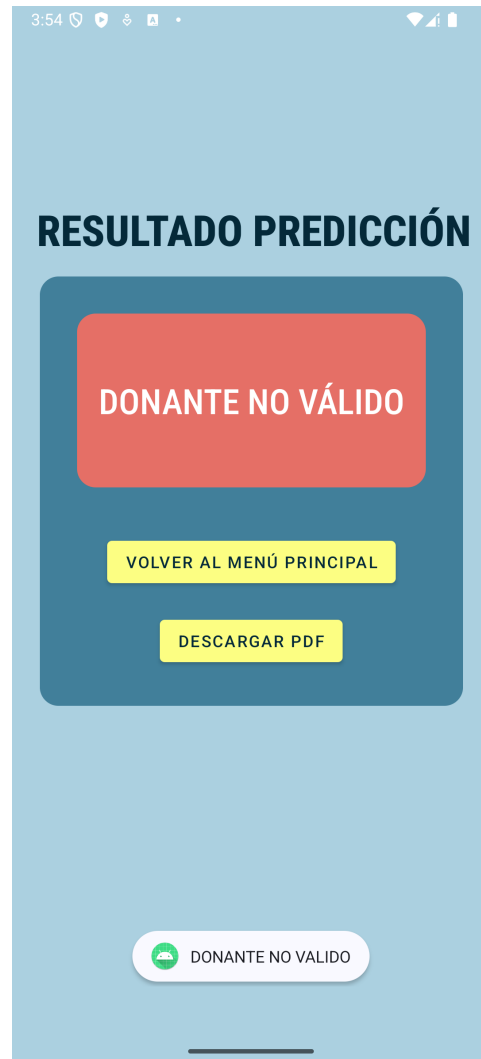 3:54
RESULTADO PREDICCIÓN
DONANTE NO VÁLIDO
VOLVER AL MENÚ PRINCIPAL
DESCARGAR PDF
DONANTE NO VALIDO